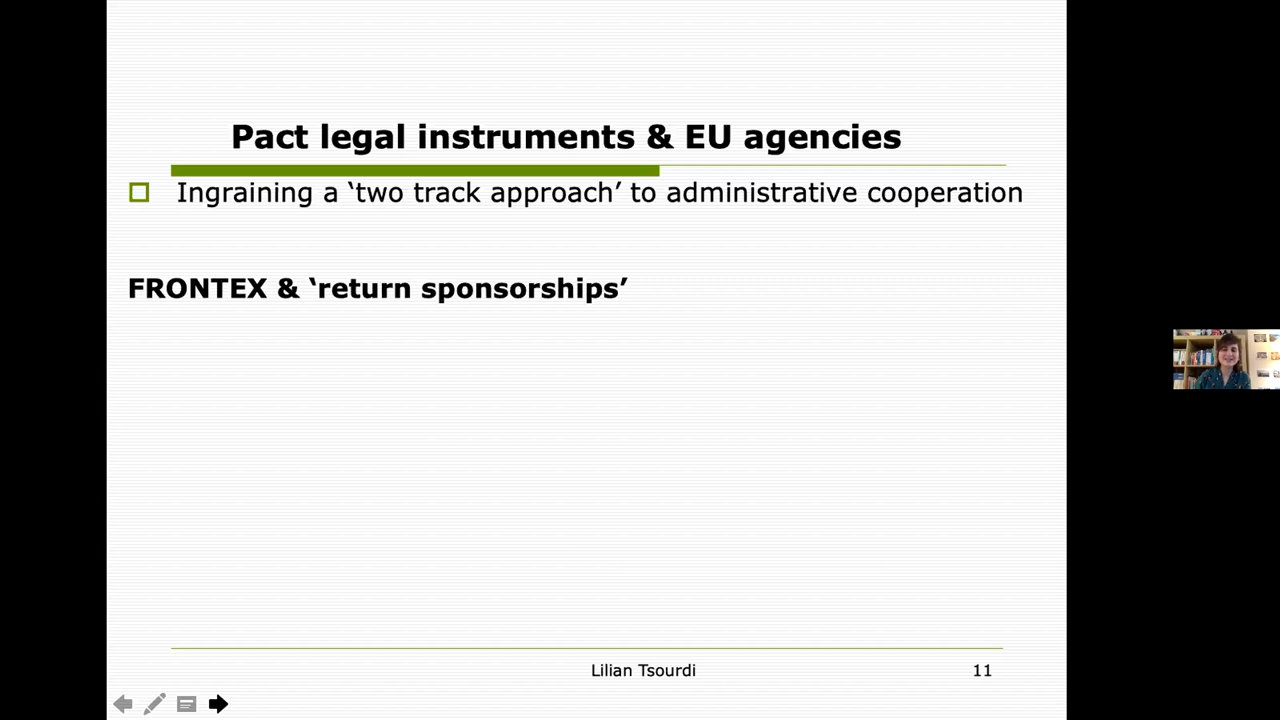 Pact legal instruments & EU agencies
Ingraining a ‘two track approach’ to administrative cooperation
FRONTEX & ‘return sponsorships’
Lilian Tsourdi
11